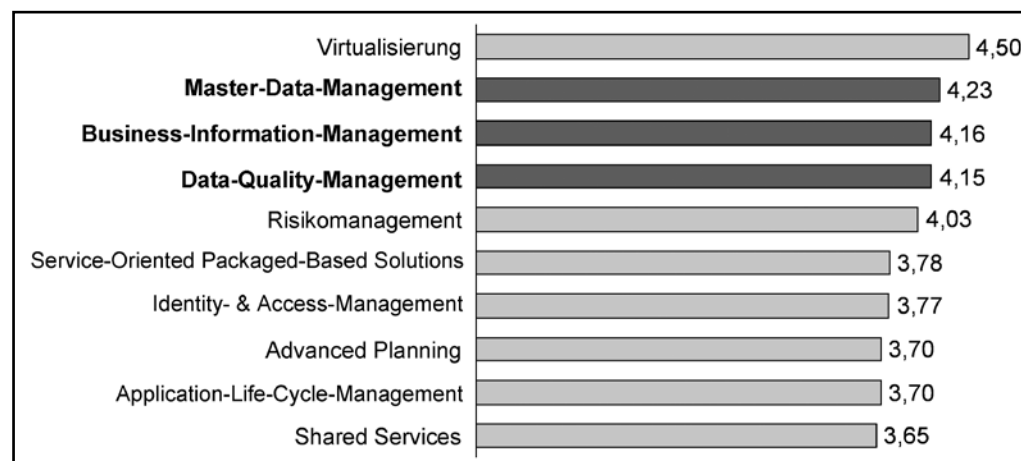 Virtualisierung 4,50
Master-Data-Management 4,23
Business-Information-Management 4,16
Data-Quality-Management 4,15
Risikomanagement 4,03
Service-Oriented Packaged-Based Solutions 3,78
Identity- & Access-Management 3,77
Advanced Planning 3,70
Application-Life-Cycle-Management 3,70
Shared Services 3,65